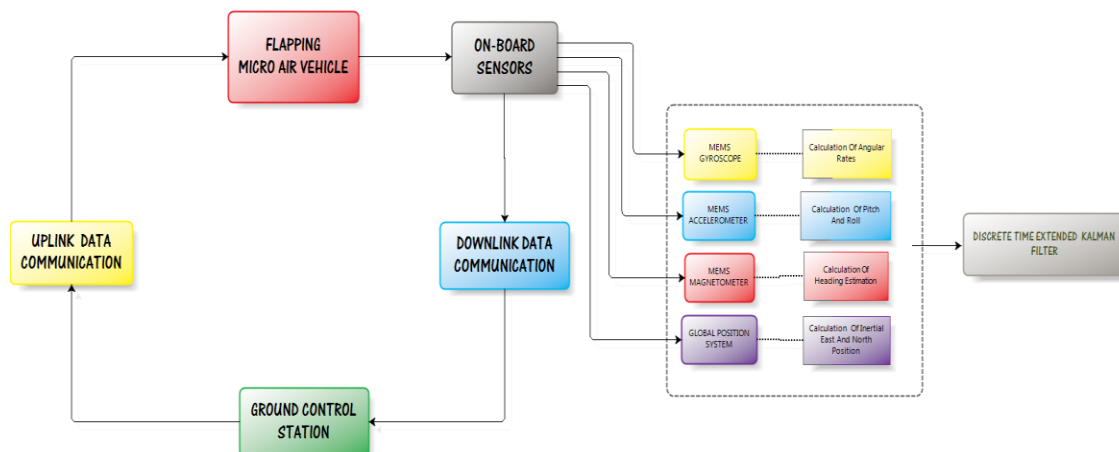 FLAPPING
MICRO AIR VEHICLE
ON-BOARD
SENSORS
UPLINK DATA
COMMUNICATION
DOWNLINK DATA
COMMUNICATION
GROUND CONTROL
STATION
MEMS
GYROSCOPE
Calculation Of Angular
Rates
MEMS
ACCELEROMETER
Calculation Of Pitch
And Roll
MEMS
MAGNETOMETER
Calculation Of
Heading Estimation
GLOBAL POSITION
SYSTEM
Calculation Of Inertial
East And North
Position
DISCRETE TIME EXTENDED KALMAN
FILTER